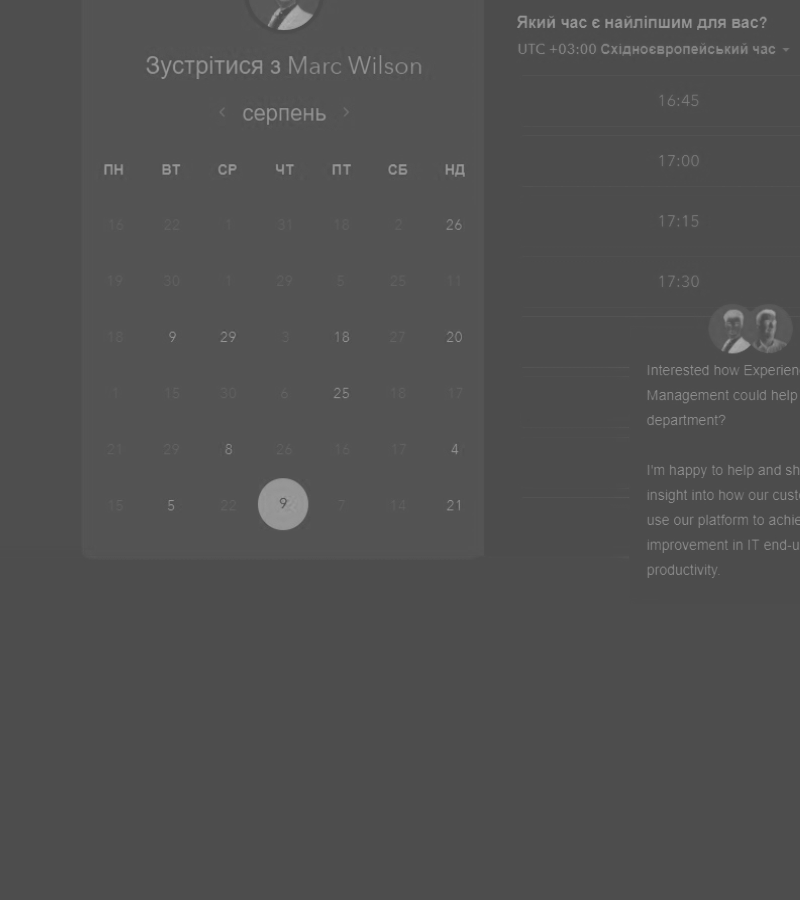 Зустрітися з Marc Wilson
серпень
ПН ВТ СР ЧТ ПТ СБ НД
16 22 1 31 18 2 26
19 30 1 29 5 25 11
18 9 29 3 18 27 20
1 15 30 6 25 18 17
21 29 8 26 16 17 4
15 5 22 9 7 14 21
Який час є найліпшим для вас?
UTC +03:00 Східноєвропейський час
16:45
17:00
17:15
17:30
Interested how Experien
Management could help
department?
I'm happy to help and sh
insight into how our cust
use our platform to achie
improvement in IT end-u
productivity.